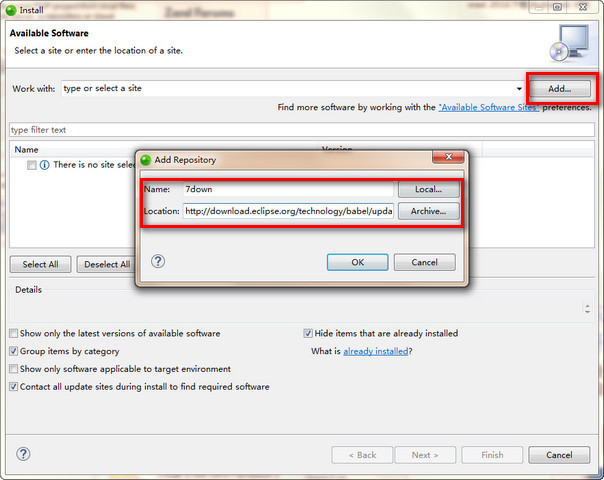 Install
Available Software
Select a site or enter the location of a site.
Work with: type or select a site Add...
Find more software by working with the "Available Software Sites" preferences.
type filter text
Name Version
There is no site selec
Add Repository
Name: 7down Local...
Location: http://download.eclipse.org/technology/babel/upda Archive...
OK Cancel
Select All Deselect All
Details
Show only the latest versions of available software Hide items that are already installed
Group items by category What is already installed?
Show only software applicable to target environment
Contact all update sites during install to find required software
< Back Next > Finish Cancel